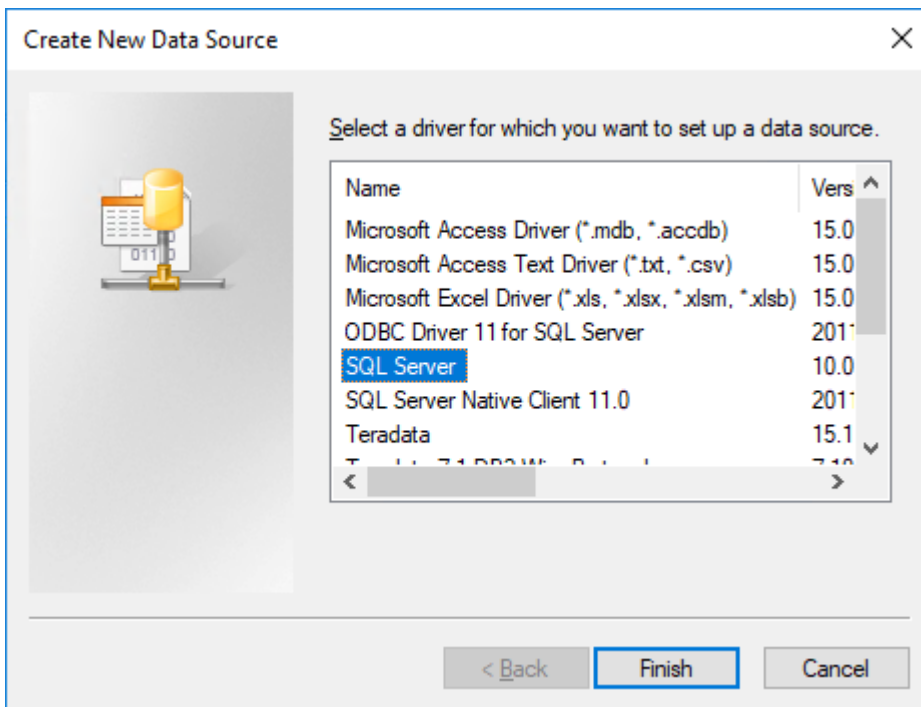 Create New Data Source
Select a driver for which you want to set up a data source.
Name Vers
Microsoft Access Driver (*.mdb, *.accdb) 15.0
Microsoft Access Text Driver (*.txt, *.csv) 15.0
Microsoft Excel Driver (*.xls, *.xlsx, *.xlsm, *.xlsb) 15.0
ODBC Driver 11 for SQL Server 2011
SQL Server 10.0
SQL Server Native Client 11.0 2011
Teradata 15.1
< Back Finish Cancel